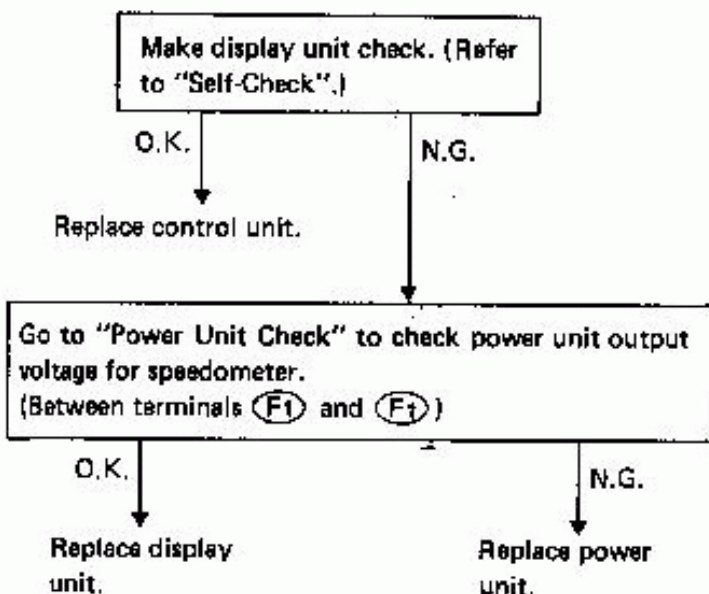 Make display unit check. (Refer
to "Self-Check".)
O.K.
N.G.
Replace control unit.
Go to "Power Unit Check" to check power unit output
voltage for speedometer.
(Between terminals F1 and F1)
O.K.
N.G.
Replace display
unit.
Replace power
unit.